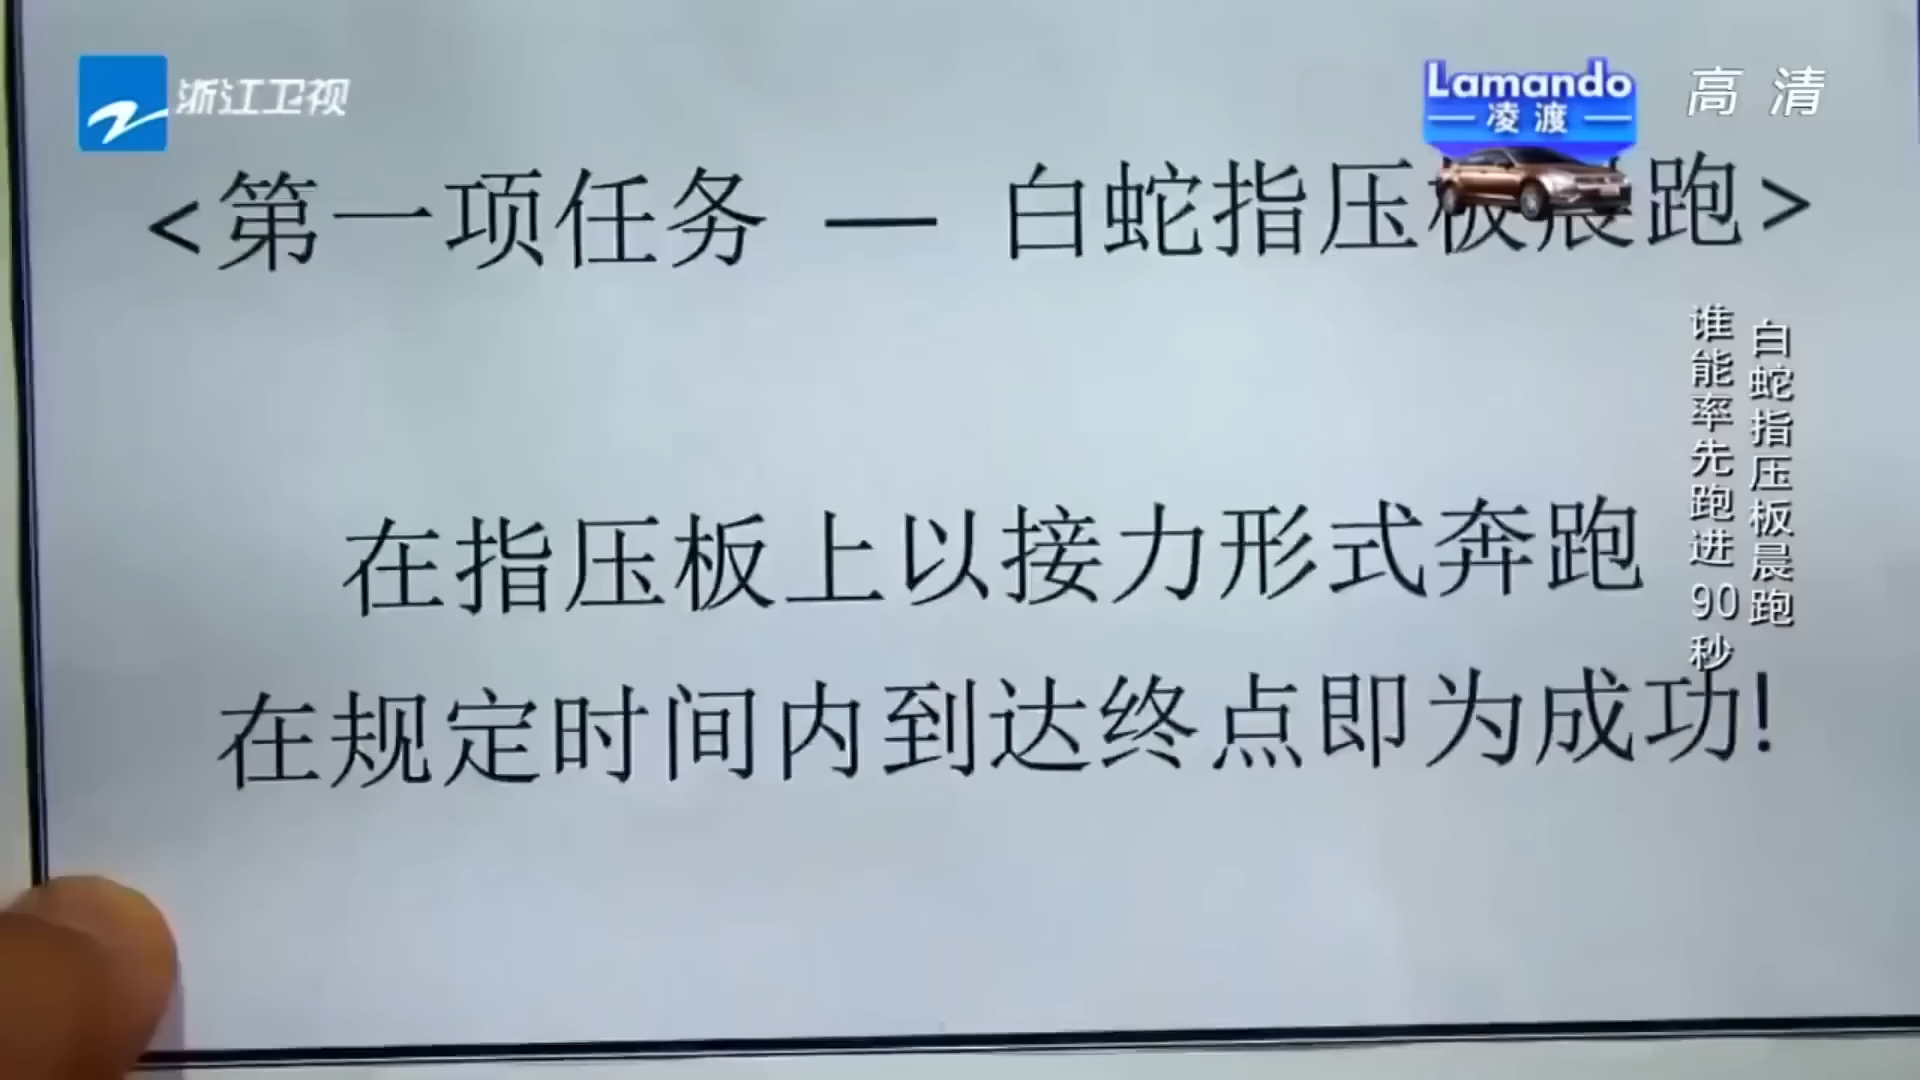 浙江卫视
Lamando
凌渡
高清
<第一项任务 — 白蛇指压板晨跑>
白蛇指压板晨跑
谁能率先跑进90秒
在指压板上以接力形式奔跑
在规定时间内到达终点即为成功!